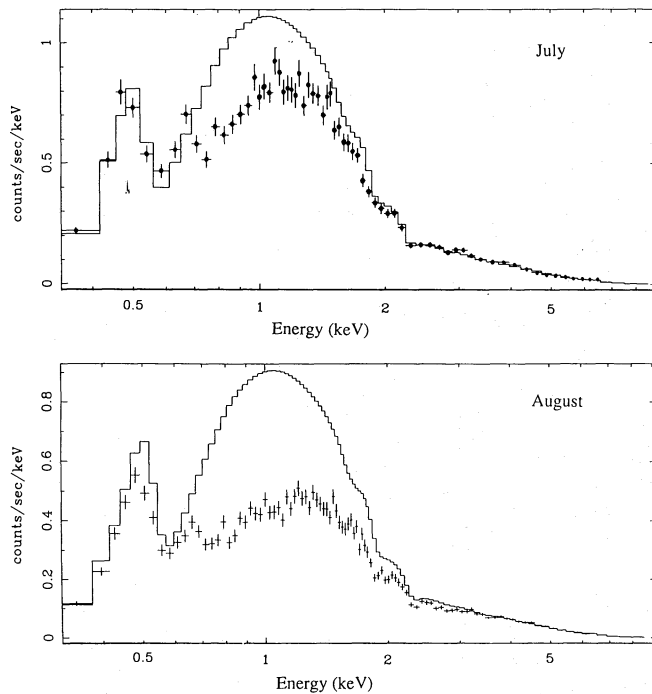 July
1
0.5
0
counts/sec/keV
0.5 1 2 5
Energy (keV)
August
0.8
0.6
0.4
0.2
0
counts/sec/keV
0.5 1 2 5
Energy (keV)